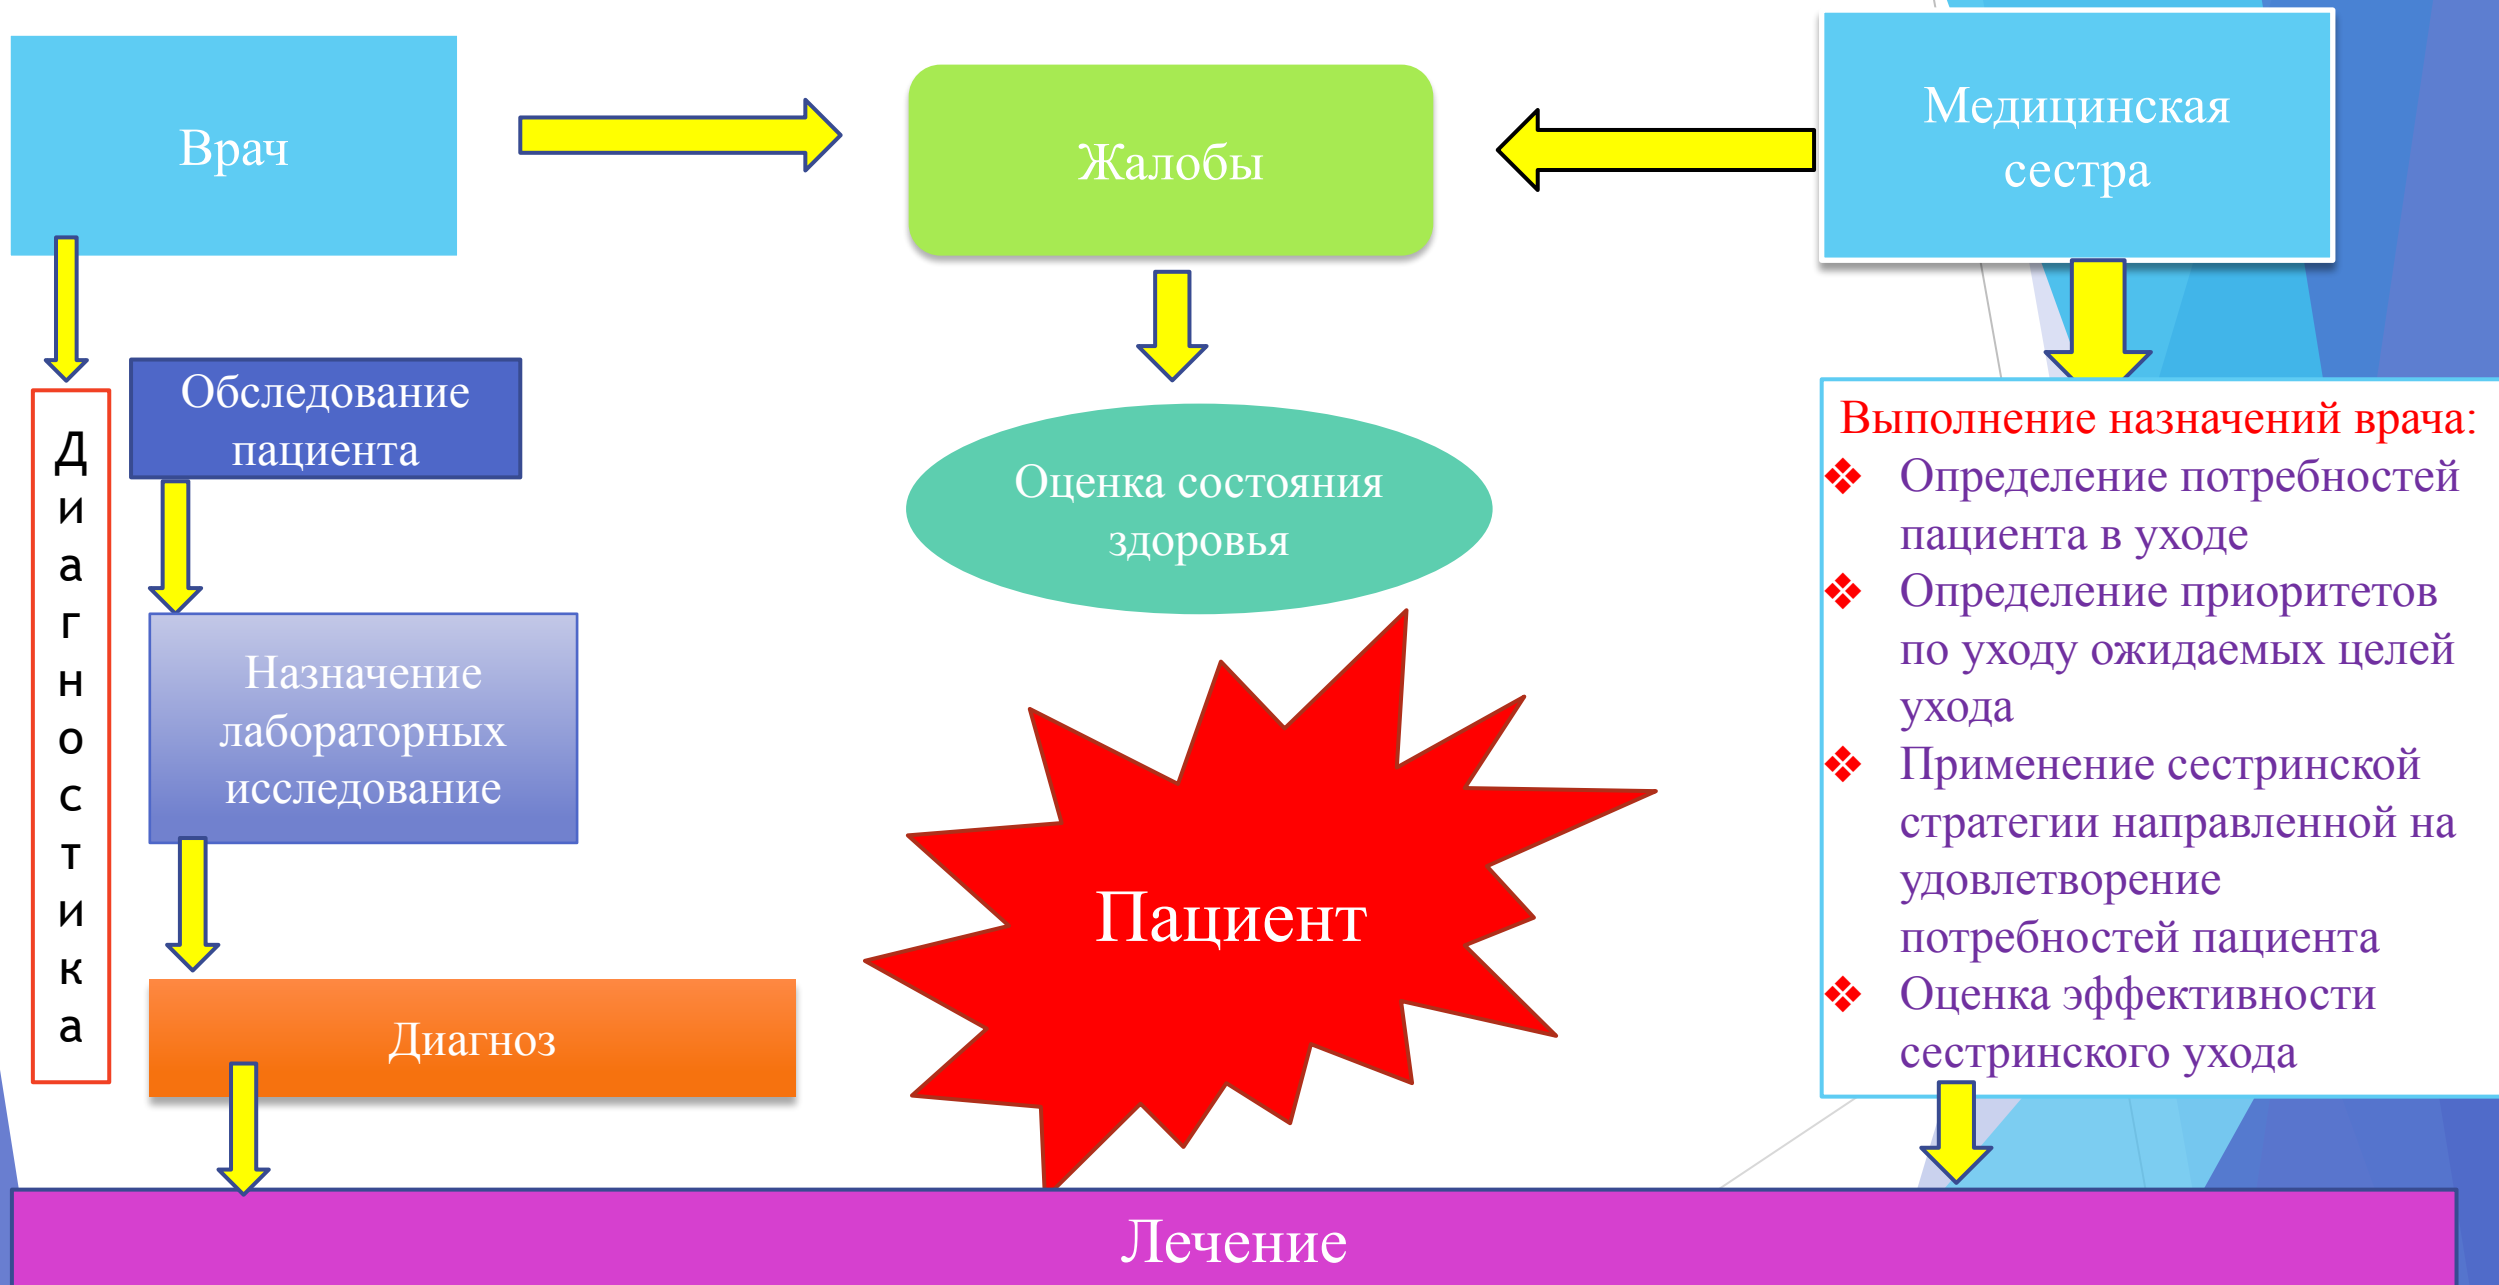 Врач
Жалобы
Медицинская
сестра
Диагностика
Обследование
пациента
Назначение
лабораторных
исследование
Диагноз
Оценка состояния
здоровья
Пациент
Выполнение назначений врача:
❖ Определение потребностей
пациента в уходе
❖ Определение приоритетов
по уходу ожидаемых целей
ухода
❖ Применение сестринской
стратегии направленной на
удовлетворение
потребностей пациента
❖ Оценка эффективности
сестринского ухода
Лечение